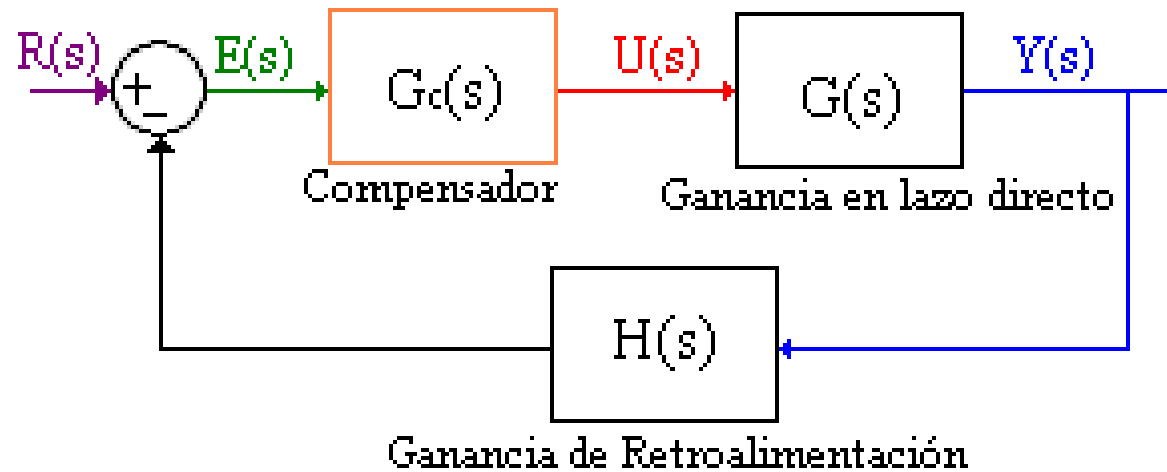 R(s)
E(s)
Gc(s)
U(s)
G(s)
Y(s)
+
−
Compensador
Ganancia en lazo directo
H(s)
Ganancia de Retroalimentación